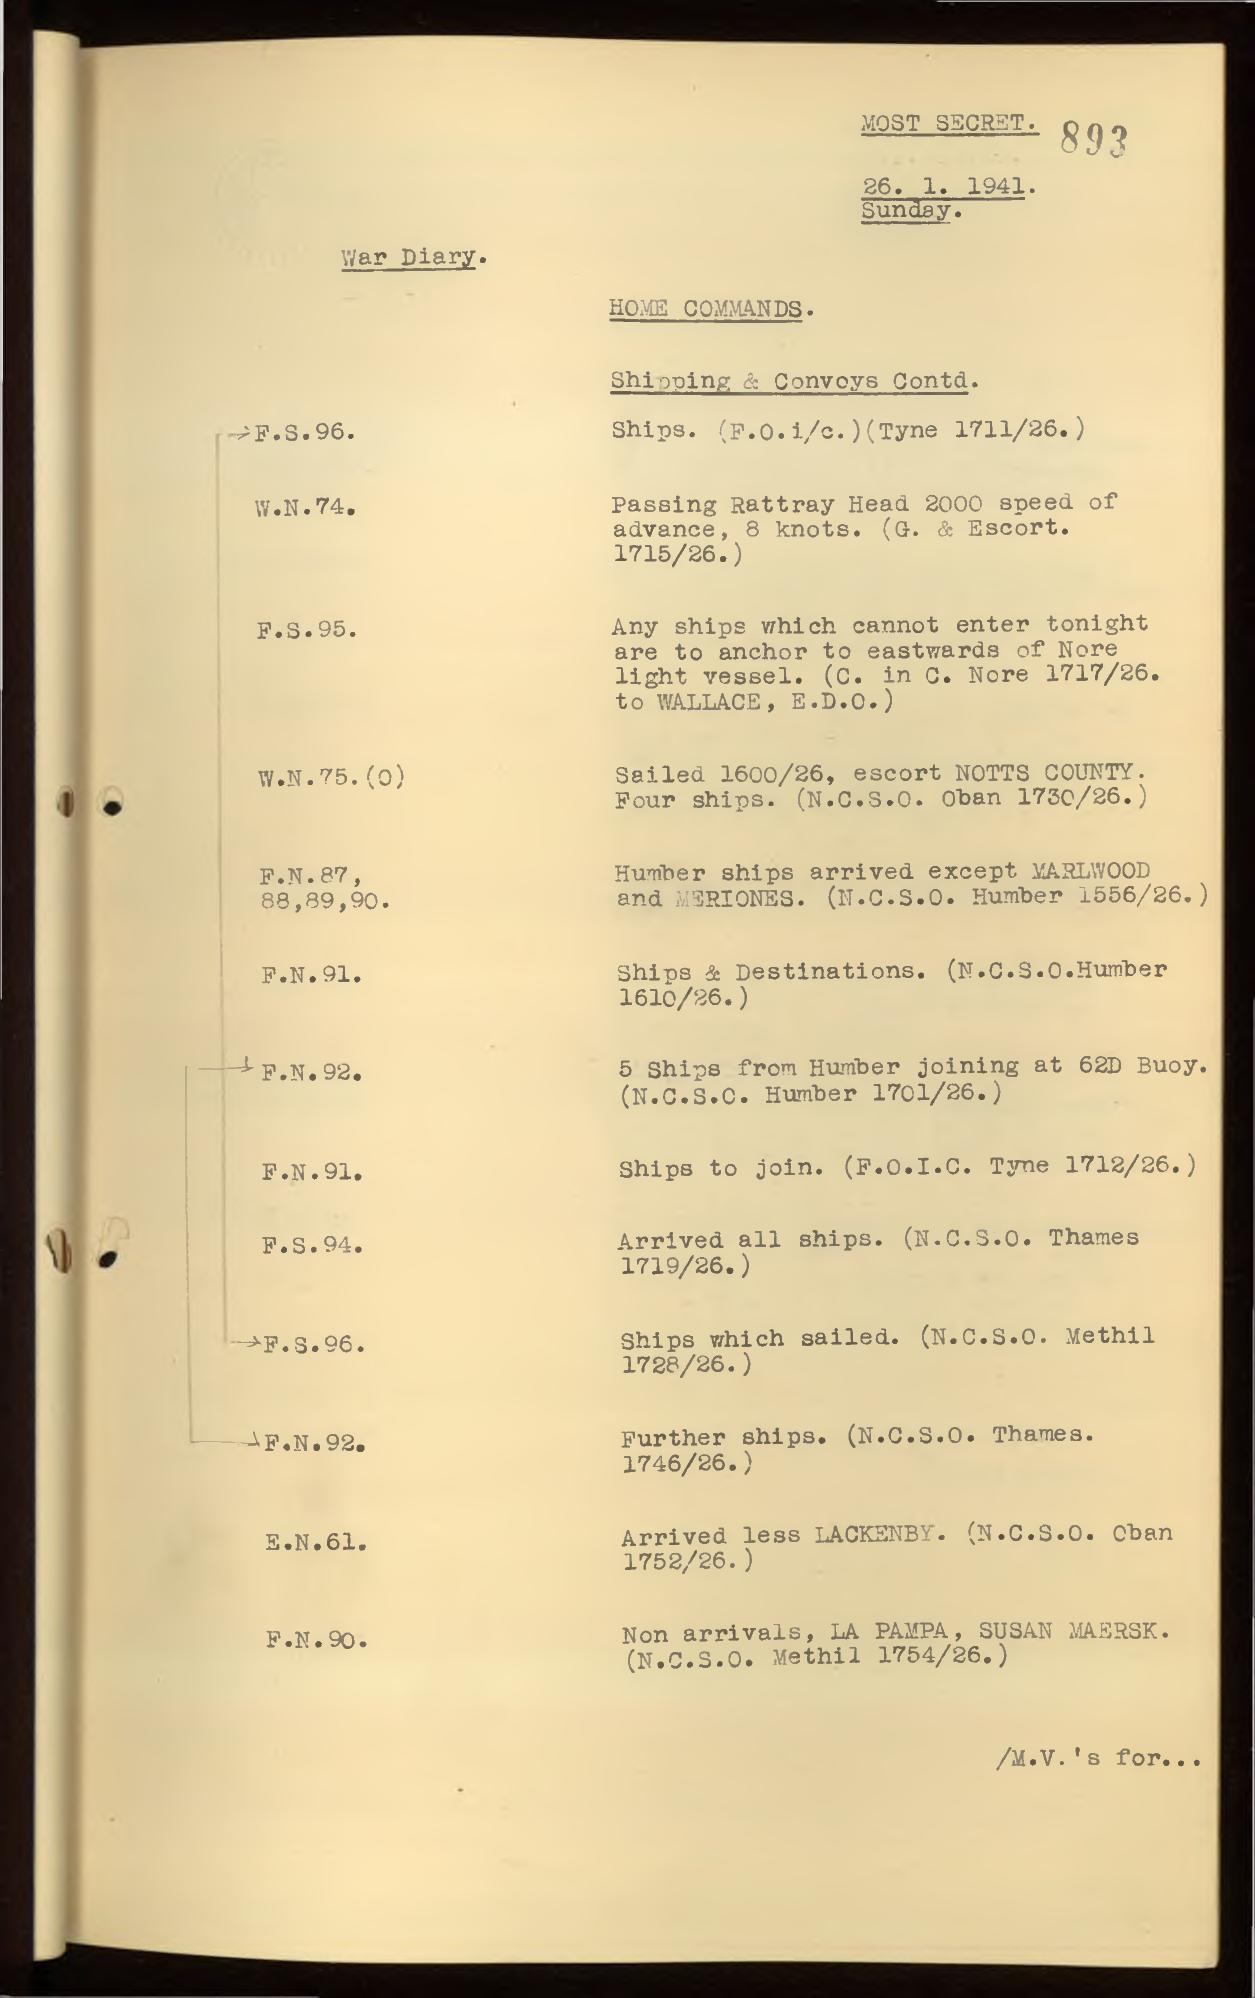 MOST SECRET. 893
26. 1. 1941.
Sunday.
War Diary.
HOME COMMANDS.
Shipping & Convoys Contd.
F.S.96. Ships. (F.O.i/c.)(Tyne 1711/26.)
W.N.74. Passing Rattray Head 2000 speed of
advance, 8 knots. (G. & Escort.
1715/26.)
F.S.95. Any ships which cannot enter tonight
are to anchor to eastwards of Nore
light vessel. (C. in C. Nore 1717/26.
to WALLACE, E.D.O.)
W.N.75.(O) Sailed 1600/26, escort NOTTS COUNTY.
Four ships. (N.C.S.O. Oban 1730/26.)
F.N.87, Humber ships arrived except MARLWOOD
88,89,90. and MERIONES. (N.C.S.O. Humber 1556/26.)
F.N.91. Ships & Destinations. (N.C.S.O.Humber
1610/26.)
F.N.92. 5 Ships from Humber joining at 62D Buoy.
(N.C.S.O. Humber 1701/26.)
F.N.91. Ships to join. (F.O.I.C. Tyne 1712/26.)
F.S.94. Arrived all ships. (N.C.S.O. Thames
1719/26.)
F.S.96. Ships which sailed. (N.C.S.O. Methil
1728/26.)
F.N.92. Further ships. (N.C.S.O. Thames.
1746/26.)
E.N.61. Arrived less LACKENBY. (N.C.S.O. Oban
1752/26.)
F.N.90. Non arrivals, LA PAMPA, SUSAN MAERSK.
(N.C.S.O. Methil 1754/26.)
/M.V.'s for...